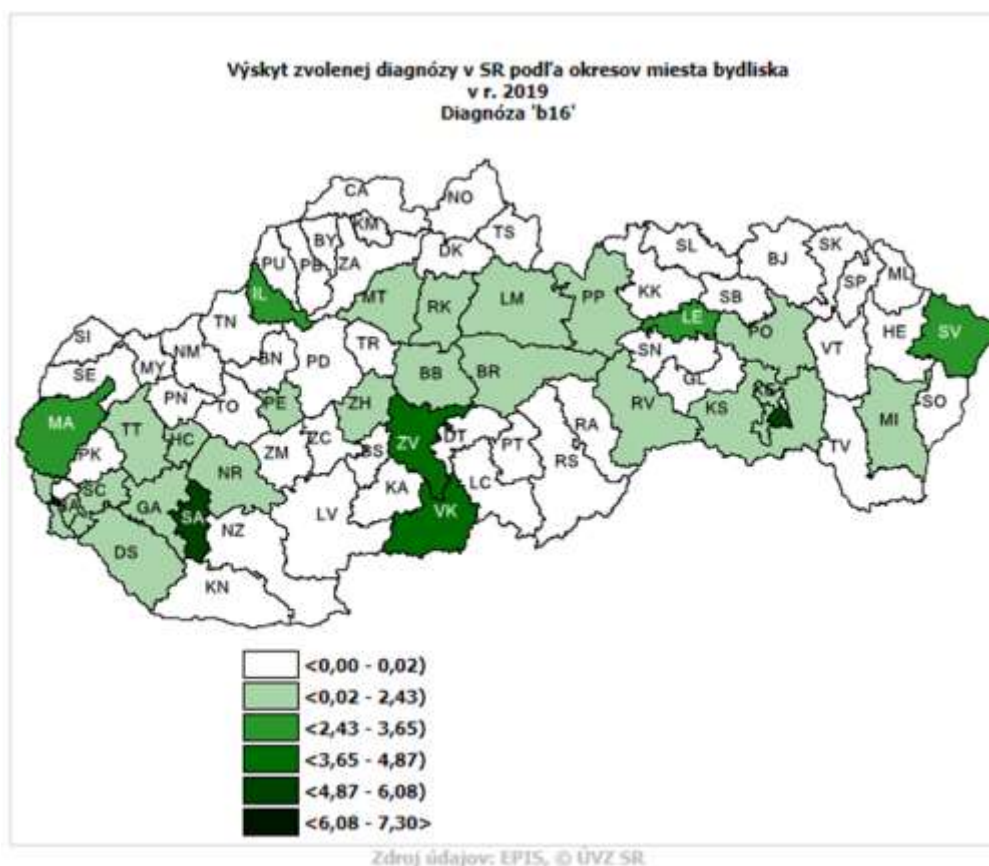 Výskyt zvolenej diagnózy v SR podľa okresov miesta bydliska
v r. 2019
Diagnóza 'b16'
CA
NO
KM
BY
TS
PU
PB
ZA
DK
SL
BJ
SK
SP
ML
IL
MT
RK
LM
PP
KK
SB
HE
TN
LE
PO
VT
SV
SI
SE
MY
NM
BN
PD
TR
SN
GL
BB
BR
RV
KS
MI
SO
MA
TT
PN
TO
PE
ZH
HC
PK
ZM
ZC
BS
ZV
DT
PT
RA
RS
TV
SC
GA
NR
SA
NZ
LV
KA
LC
VK
DS
KN
<0,00 - 0,02)
<0,02 - 2,43)
<2,43 - 3,65)
<3,65 - 4,87)
<4,87 - 6,08)
<6,08 - 7,30>
Zdroj údajov: EPIS, © ÚVZ SR